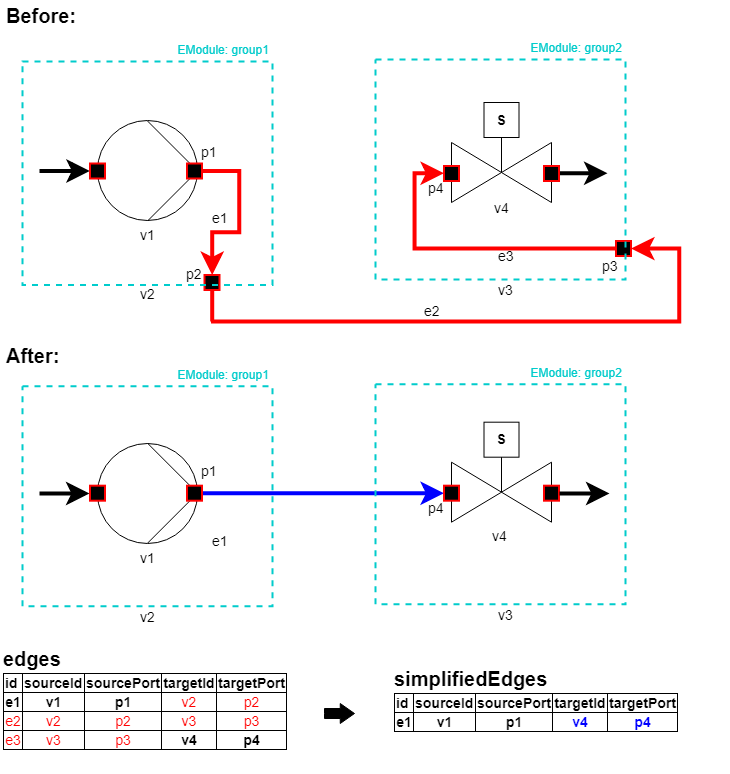 Before:
EModule: group1
EModule: group2
S
p1
p4
v4
v1
e1
e3
p2
p3
v2
v3
e2
After:
EModule: group1
EModule: group2
S
p1
p4
e1
v4
v1
v2
v3
edges
id sourceId sourcePort targetId targetPort
e1 v1 p1 v2 p2
e2 v2 p2 v3 p3
e3 v3 p3 v4 p4
simplifiedEdges
id sourceId sourcePort targetId targetPort
e1 v1 p1 v4 p4